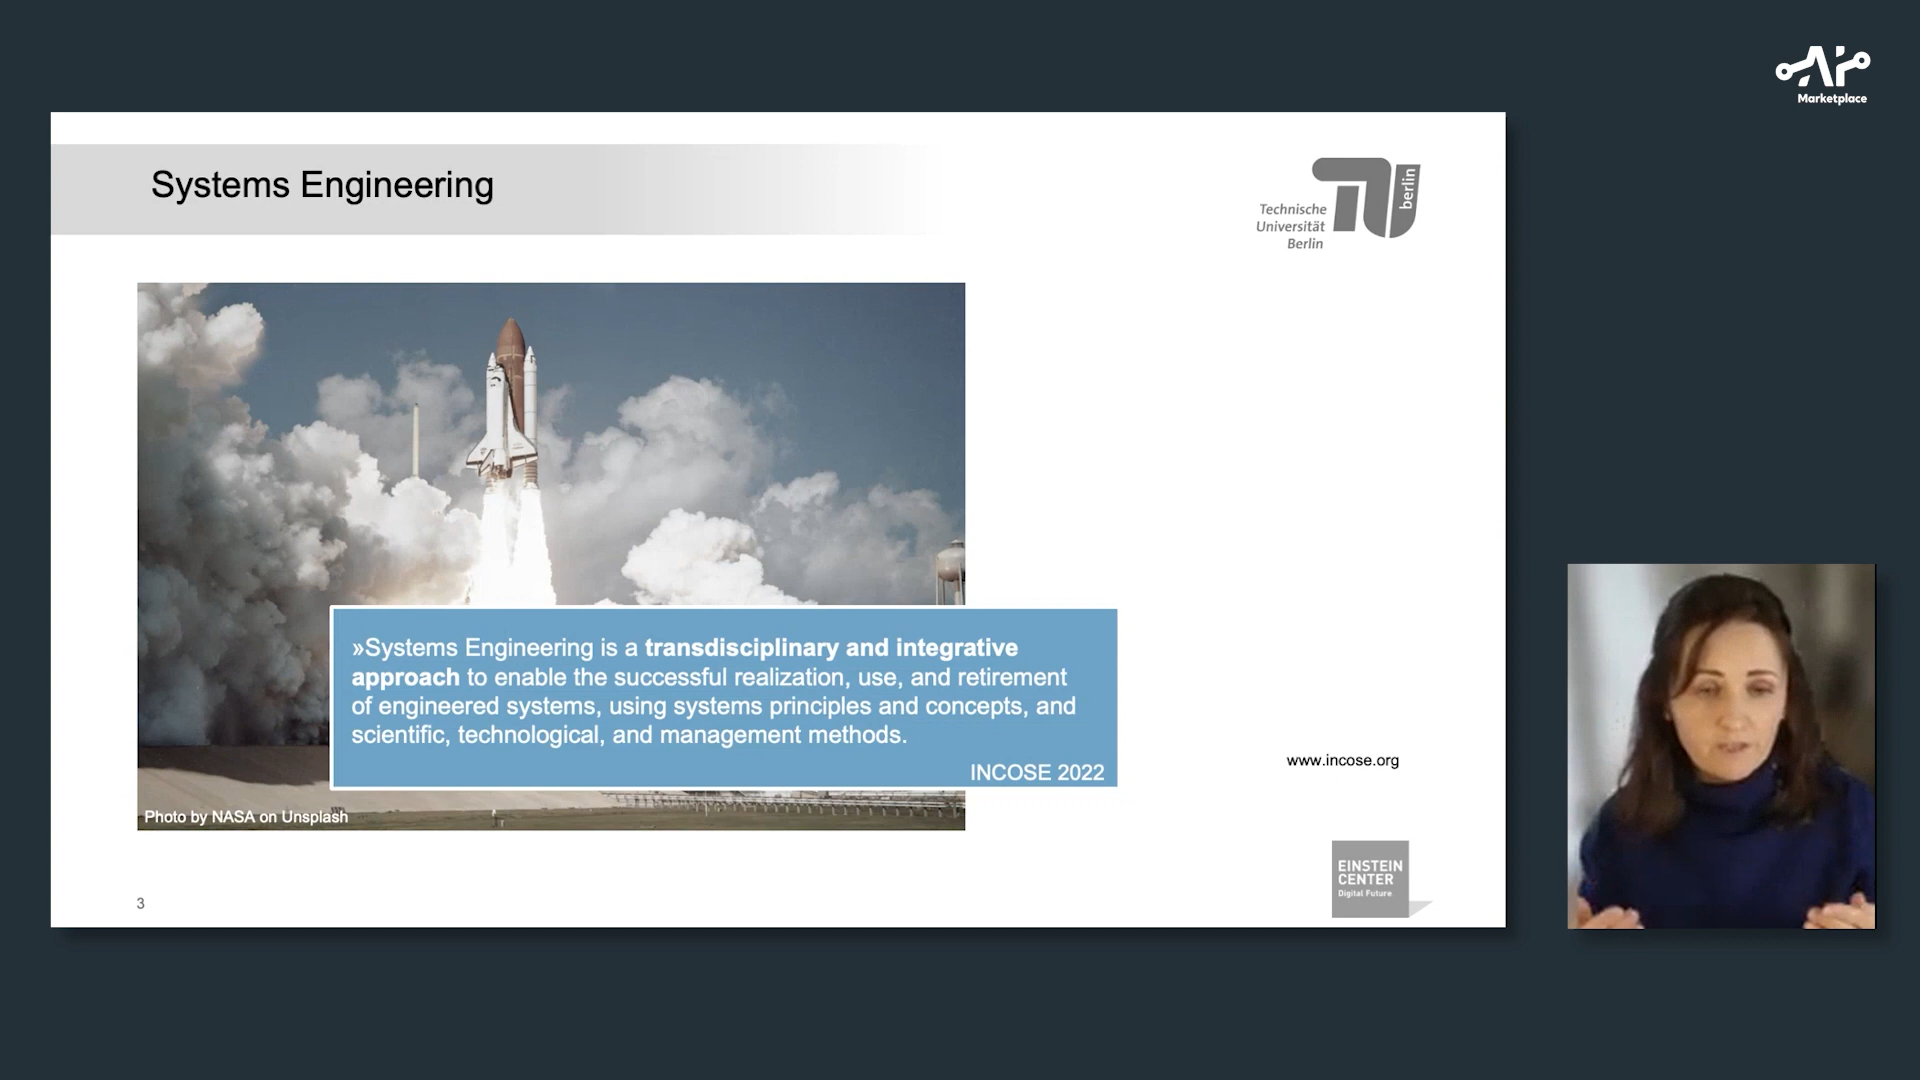 AI
Marketplace
Systems Engineering
Technische
Universität
Berlin
berlin
»Systems Engineering is a transdisciplinary and integrative
approach to enable the successful realization, use, and retirement
of engineered systems, using systems principles and concepts, and
scientific, technological, and management methods.
INCOSE 2022
www.incose.org
Photo by NASA on Unsplash
EINSTEIN
CENTER
Digital Future
3